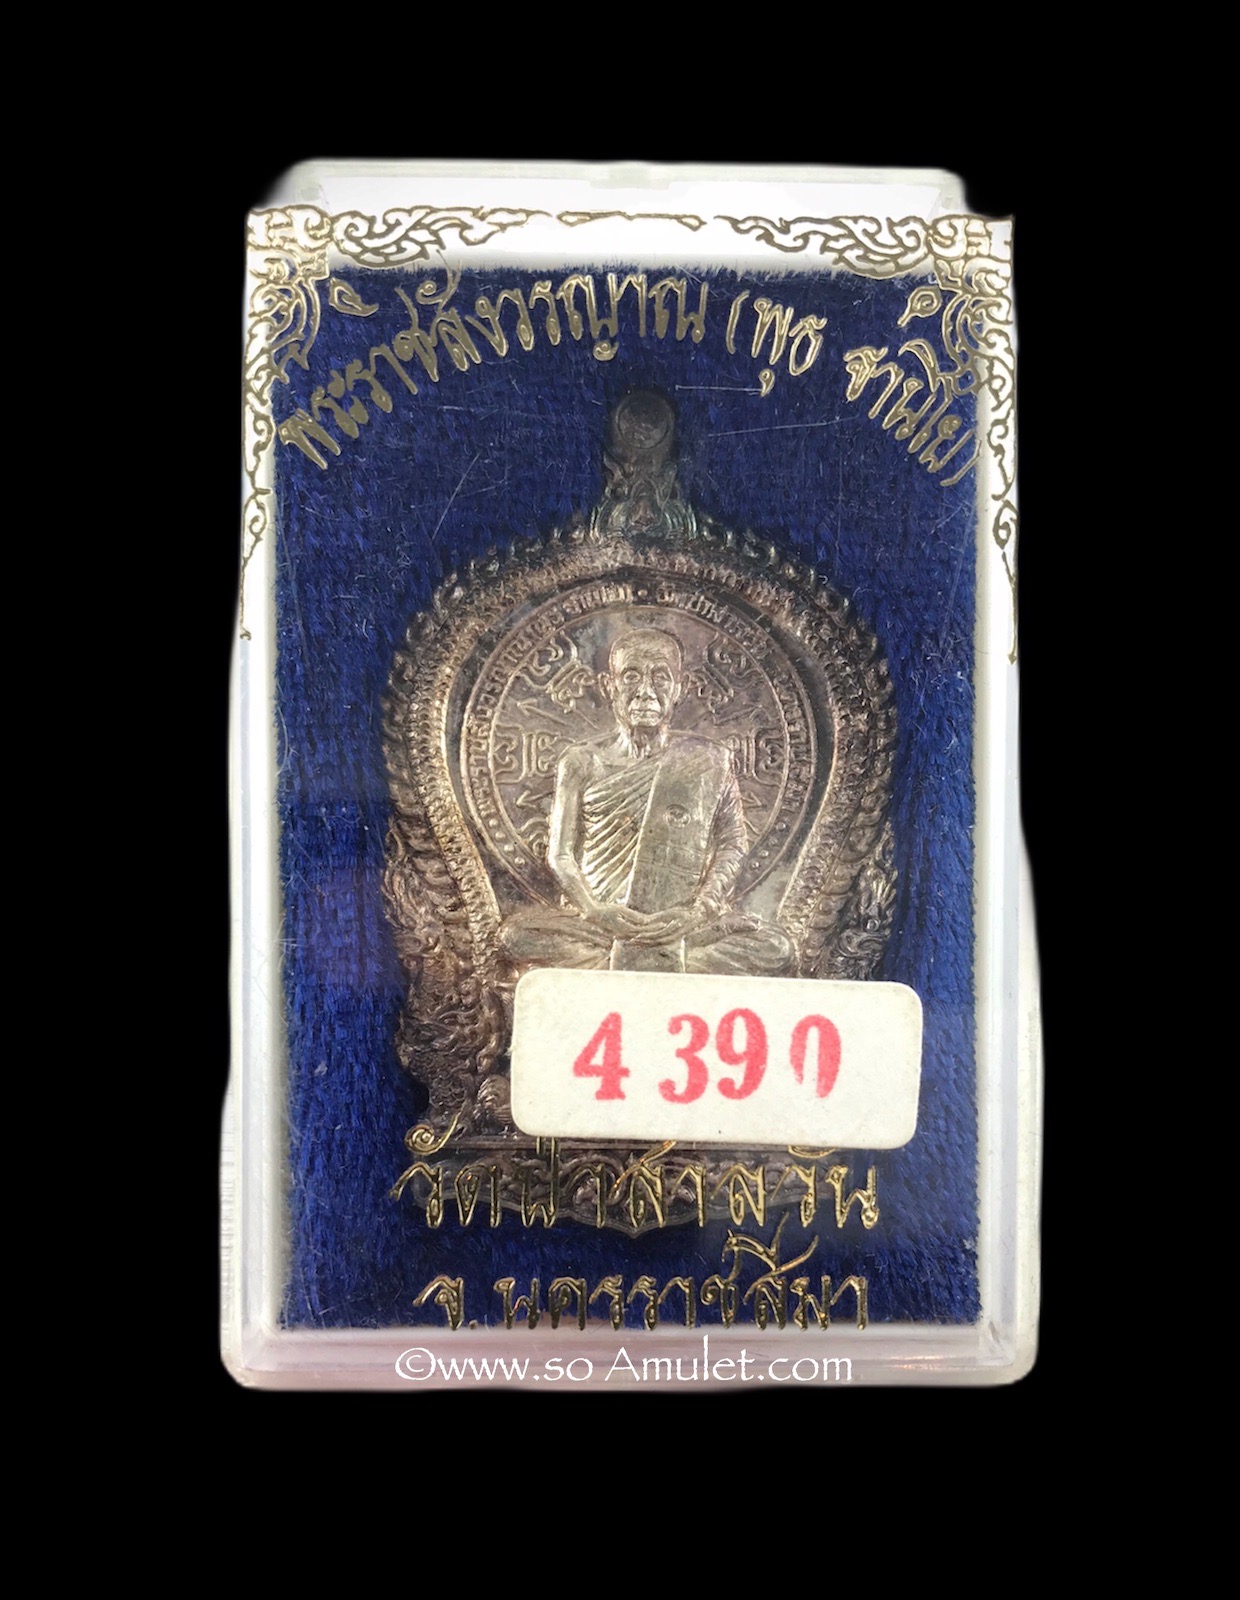 พระราชสังวรญาณ (พุธ ฐานิโย)
4390
วัดป่าสาลวัน
จ.นครราชสีมา
©www.so Amulet.com